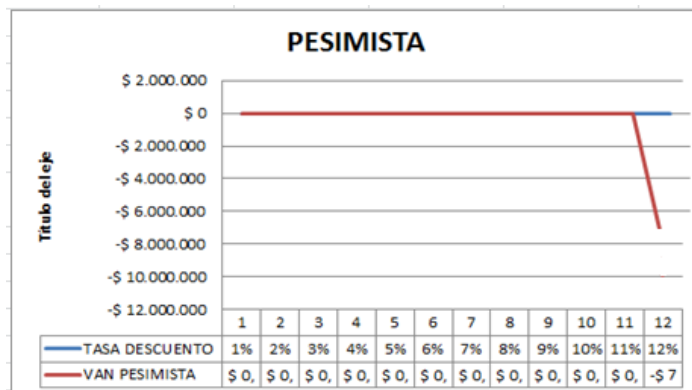 PESIMISTA
$ 2.000.000
$ 0
-$ 2.000.000
-$ 4.000.000
-$ 6.000.000
-$ 8.000.000
-$ 10.000.000
-$ 12.000.000
Título del eje
1 2 3 4 5 6 7 8 9 10 11 12
TASA DESCUENTO 1% 2% 3% 4% 5% 6% 7% 8% 9% 10% 11% 12%
VAN PESIMISTA $ 0, $ 0, $ 0, $ 0, $ 0, $ 0, $ 0, $ 0, $ 0, $ 0, $ 0, -$ 7